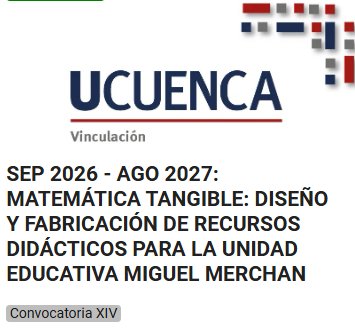 UCUENCA
Vinculación
SEP 2026 - AGO 2027:
MATEMÁTICA TANGIBLE: DISEÑO
Y FABRICACIÓN DE RECURSOS
DIDÁCTICOS PARA LA UNIDAD
EDUCATIVA MIGUEL MERCHAN
Convocatoria XIV